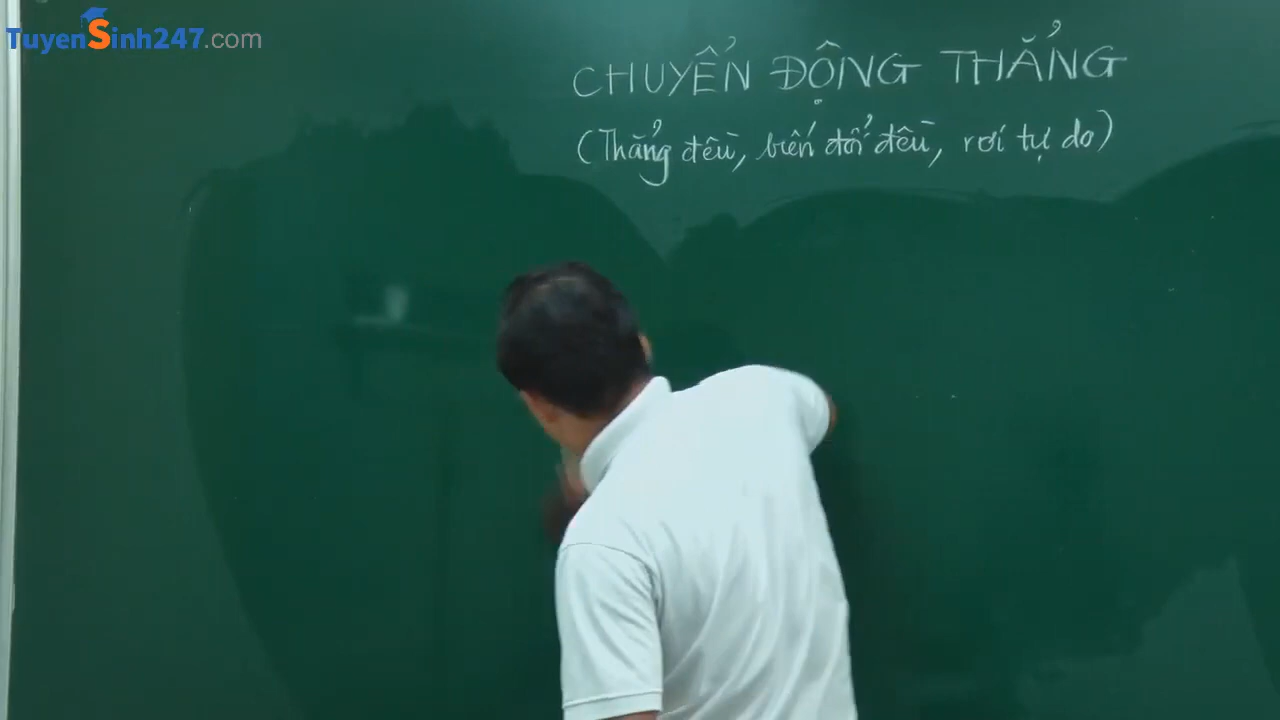 TuyenSinh247.com
CHUYỂN ĐỘNG THẲNG
(Thẳng đều, biến đổi đều, rơi tự do)